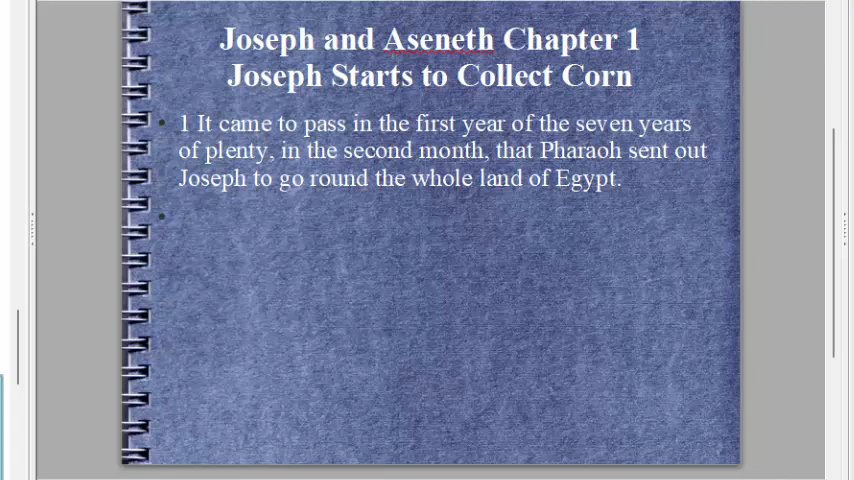 Joseph and Aseneth Chapter 1
Joseph Starts to Collect Corn
1 It came to pass in the first year of the seven years
of plenty, in the second month, that Pharaoh sent out
Joseph to go round the whole land of Egypt.